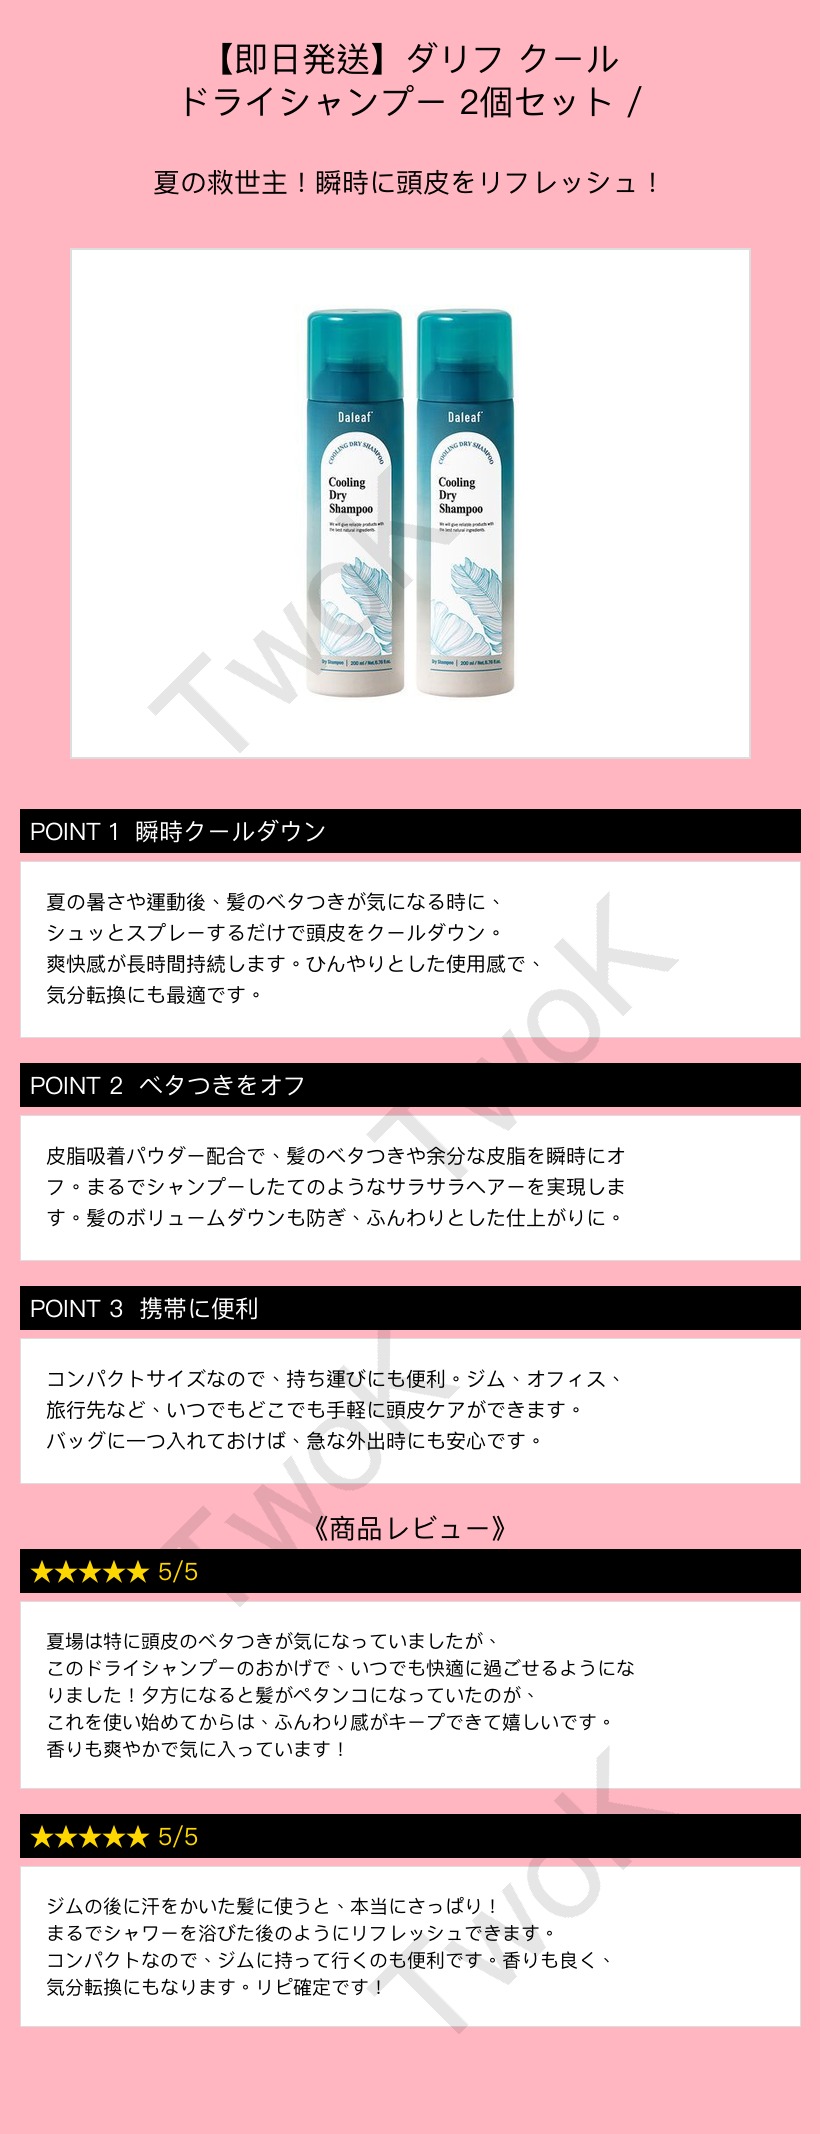 【即日発送】ダリフ クール
ドライシャンプー 2個セット /
夏の救世主！瞬時に頭皮をリフレッシュ！
Daleaf
COOLING DRY SHAMPOO
Cooling
Dry
Shampoo
We will give reliable products with
the best natural ingredients.
Dry Shampoo | 200 ml / Net.6.76 fl.oz.
Daleaf
COOLING DRY SHAMPOO
Cooling
Dry
Shampoo
We will give reliable products with
the best natural ingredients.
Dry Shampoo | 200 ml / Net.6.76 fl.oz.
TwoK
POINT 1 瞬時クールダウン
夏の暑さや運動後、髪のベタつきが気になる時に、
シュッとスプレーするだけで頭皮をクールダウン。
爽快感が長時間持続します。ひんやりとした使用感で、
気分転換にも最適です。
TwoK
POINT 2 ベタつきをオフ
皮脂吸着パウダー配合で、髪のベタつきや余分な皮脂を瞬時にオ
フ。まるでシャンプーしたてのようなサラサラヘアーを実現しま
す。髪のボリュームダウンも防ぎ、ふんわりとした仕上がりに。
POINT 3 携帯に便利
コンパクトサイズなので、持ち運びにも便利。ジム、オフィス、
旅行先など、いつでもどこでも手軽に頭皮ケアができます。
バッグに一つ入れておけば、急な外出時にも安心です。
TwoK
《商品レビュー》
★★★★★ 5/5
夏場は特に頭皮のベタつきが気になっていましたが、
このドライシャンプーのおかげで、いつでも快適に過ごせるようにな
りました！夕方になると髪がペタンコになっていたのが、
これを使い始めてからは、ふんわり感がキープできて嬉しいです。
香りも爽やかで気に入っています！
★★★★★ 5/5
ジムの後に汗をかいた髪に使うと、本当にさっぱり！
まるでシャワーを浴びた後のようにリフレッシュできます。
コンパクトなので、ジムに持って行くのも便利です。香りも良く、
気分転換にもなります。リピ確定です！
TwoK